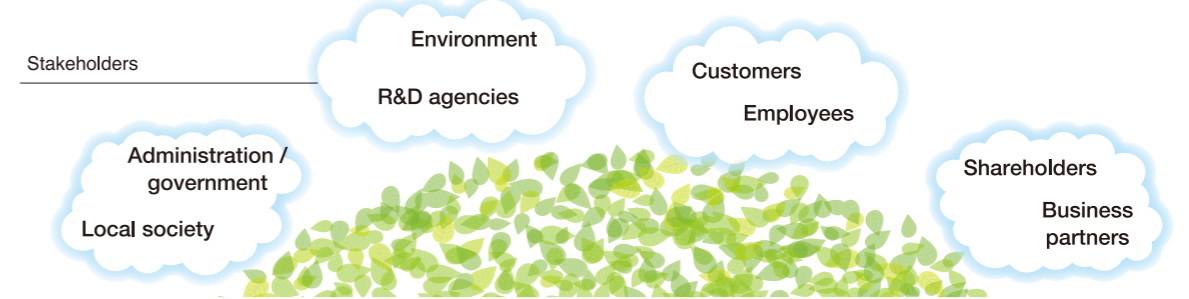 Stakeholders
Environment
R&D agencies
Customers
Employees
Administration /
government
Local society
Shareholders
Business
partners